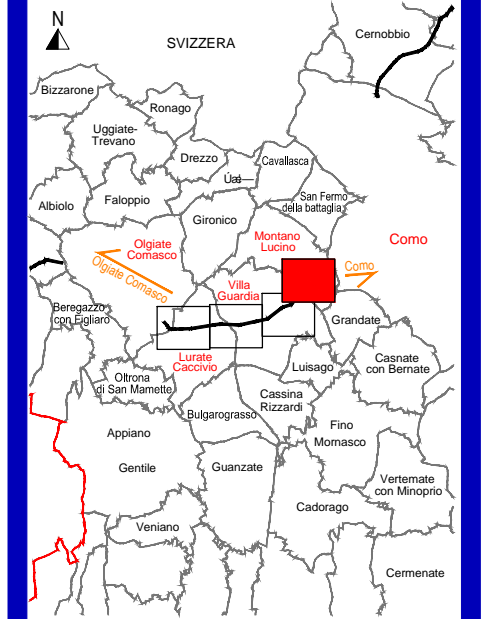 N
SVIZZERA
Cernobbio
Bizzarone
Ronago
Uggiate-
Trevano
Drezzo
Cavallasca
Albiolo
Faloppio
San Fermo
della battaglia
Gironico
Olgiate
Comasco
Montano
Lucino
Como
Olgiate Comasco
Como
Villa
Guardia
Beregazzo
con Figliaro
Grandate
Lurate
Caccivio
Luisago
Casnate
con Bernate
Oltrona
di San Mamette
Cassina
Rizzardi
Bulgarograsso
Fino
Mornasco
Appiano
Gentile
Guanzate
Vertemate
con Minoprio
Cadorago
Veniano
Cermenate